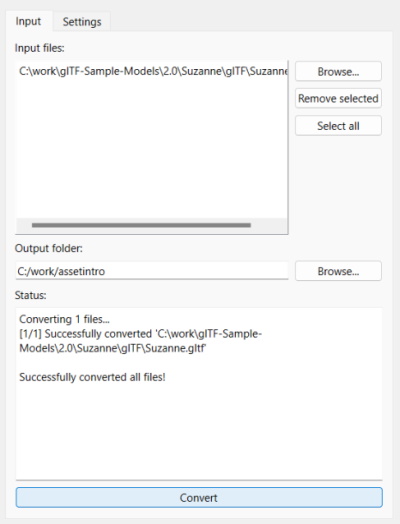 Input Settings
Input files:
C:\work\glTF-Sample-Models\2.0\Suzanne\glTF\Suzanne
Browse...
Remove selected
Select all
Output folder:
C:/work/assetintro Browse...
Status:
Converting 1 files...
[1/1] Successfully converted 'C:\work\glTF-Sample-
Models\2.0\Suzanne\glTF\Suzanne.gltf'
Successfully converted all files!
Convert